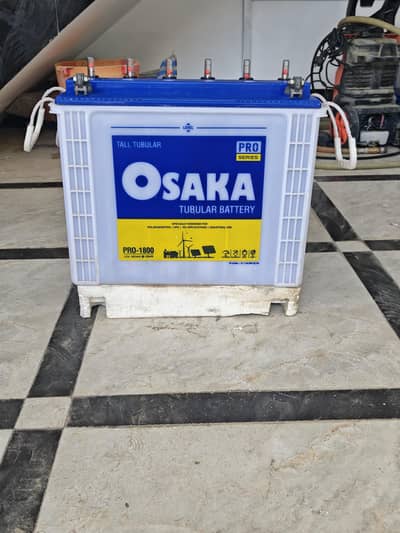 TALL TUBULAR
PRO
SERIES
OSAKA
TUBULAR BATTERY
PRO-1800